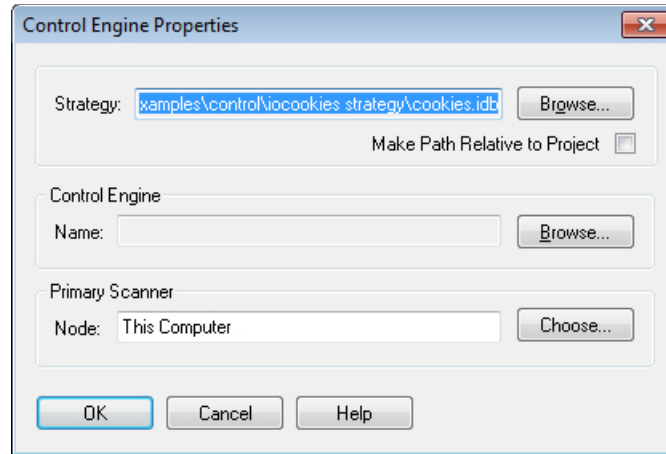 Control Engine Properties
Strategy: xamples\control\iocookies strategy\cookies.idb Browse...
Make Path Relative to Project
Control Engine
Name: Browse...
Primary Scanner
Node: This Computer Choose...
OK Cancel Help